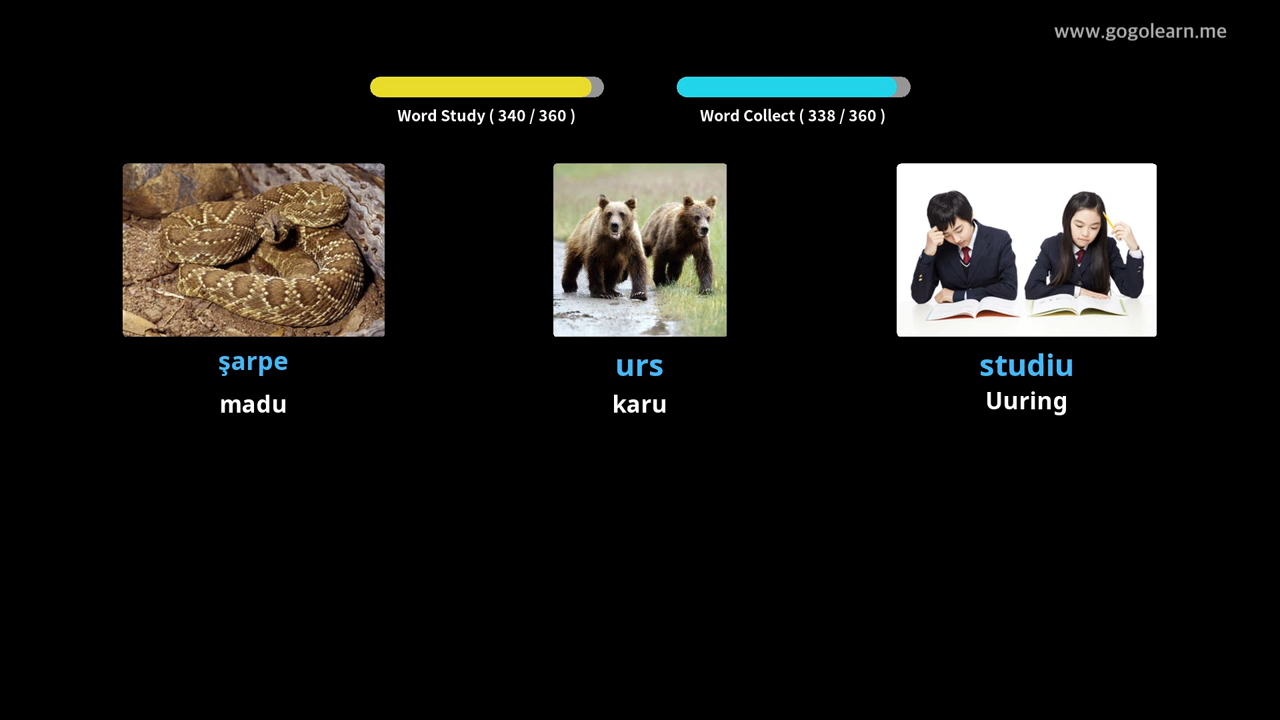 www.gogolearn.me
Word Study ( 340 / 360 )
Word Collect ( 338 / 360 )
şarpe
urs
studiu
madu
karu
Uuring